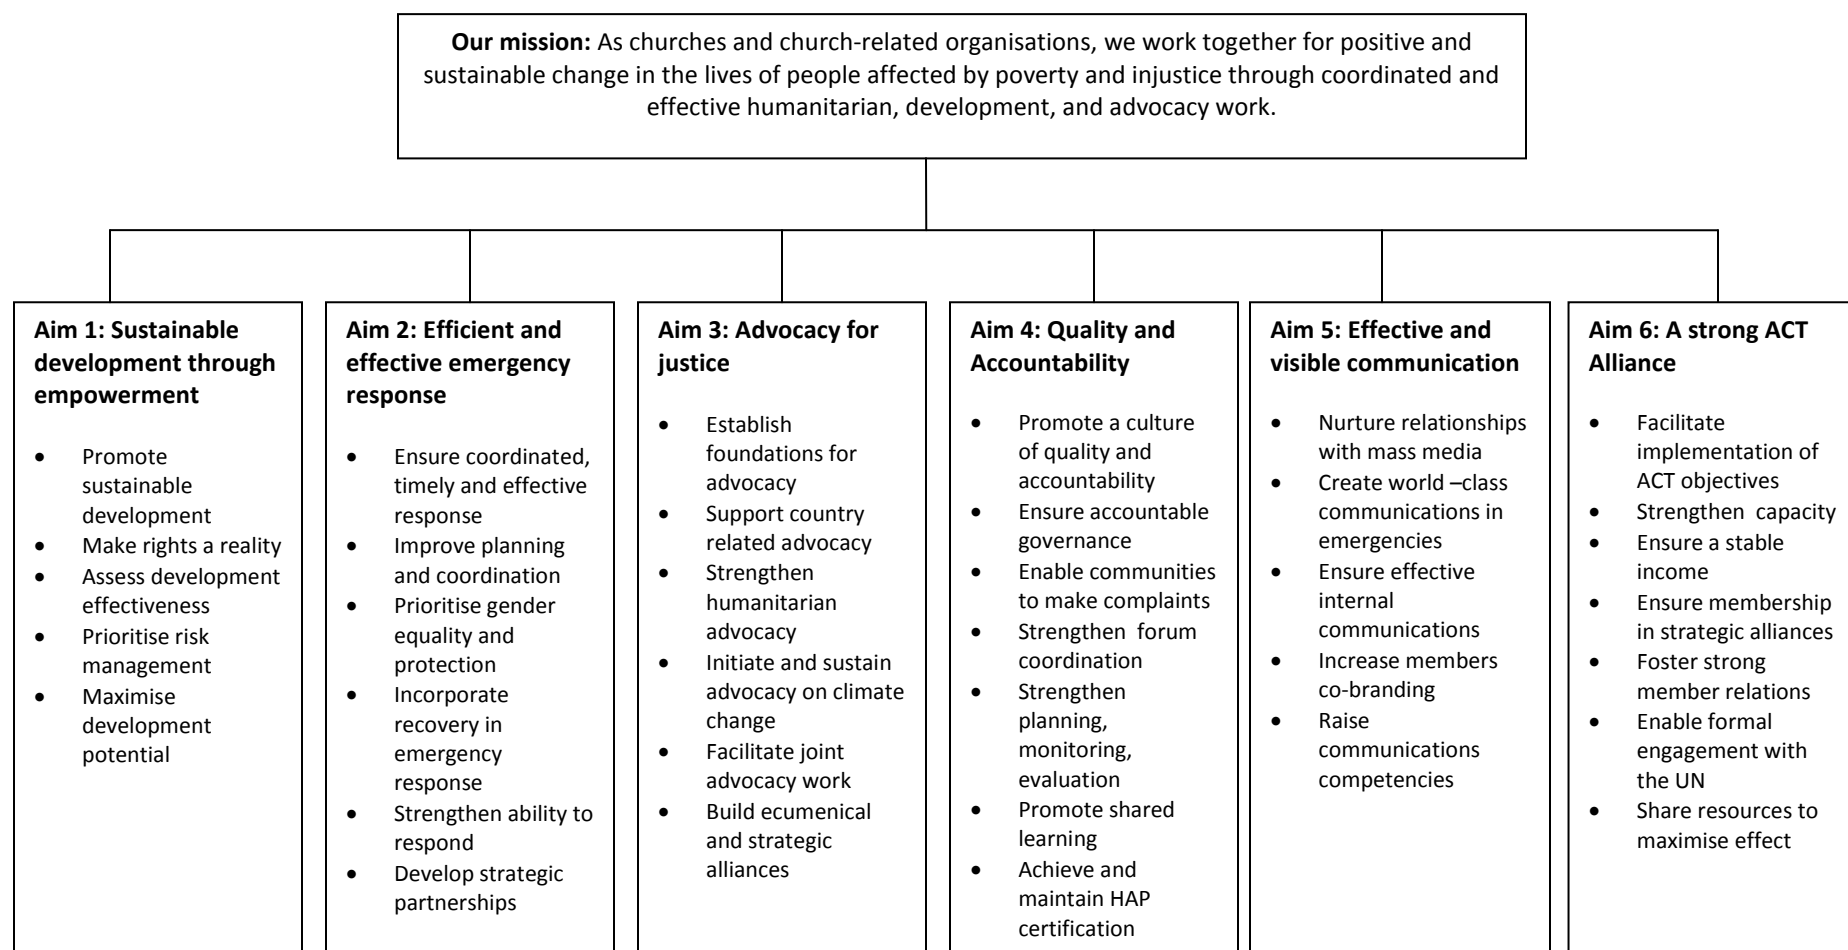 Our mission: As churches and church-related organisations, we work together for positive and
sustainable change in the lives of people affected by poverty and injustice through coordinated and
effective humanitarian, development, and advocacy work.
Aim 1: Sustainable
development through
empowerment
• Promote
sustainable
development
• Make rights a reality
• Assess development
effectiveness
• Prioritise risk
management
• Maximise
development
potential
Aim 2: Efficient and
effective emergency
response
• Ensure coordinated,
timely and effective
response
• Improve planning
and coordination
• Prioritise gender
equality and
protection
• Incorporate
recovery in
emergency
response
• Strengthen ability to
respond
• Develop strategic
partnerships
Aim 3: Advocacy for
justice
• Establish
foundations for
advocacy
• Support country
related advocacy
• Strengthen
humanitarian
advocacy
• Initiate and sustain
advocacy on climate
change
• Facilitate joint
advocacy work
• Build ecumenical
and strategic
alliances
Aim 4: Quality and
Accountability
• Promote a culture
of quality and
accountability
• Ensure accountable
governance
• Enable communities
to make complaints
• Strengthen  forum
coordination
• Strengthen
planning,
monitoring,
evaluation
• Promote shared
learning
• Achieve and
maintain HAP
certification
Aim 5: Effective and
visible communication
• Nurture relationships
with mass media
• Create world –class
communications in
emergencies
• Ensure effective
internal
communications
• Increase members
co-branding
• Raise
communications
competencies
Aim 6: A strong ACT
Alliance
• Facilitate
implementation of
ACT objectives
• Strengthen  capacity
• Ensure a stable
income
• Ensure membership
in strategic alliances
• Foster strong
member relations
• Enable formal
engagement with
the UN
• Share resources to
maximise effect